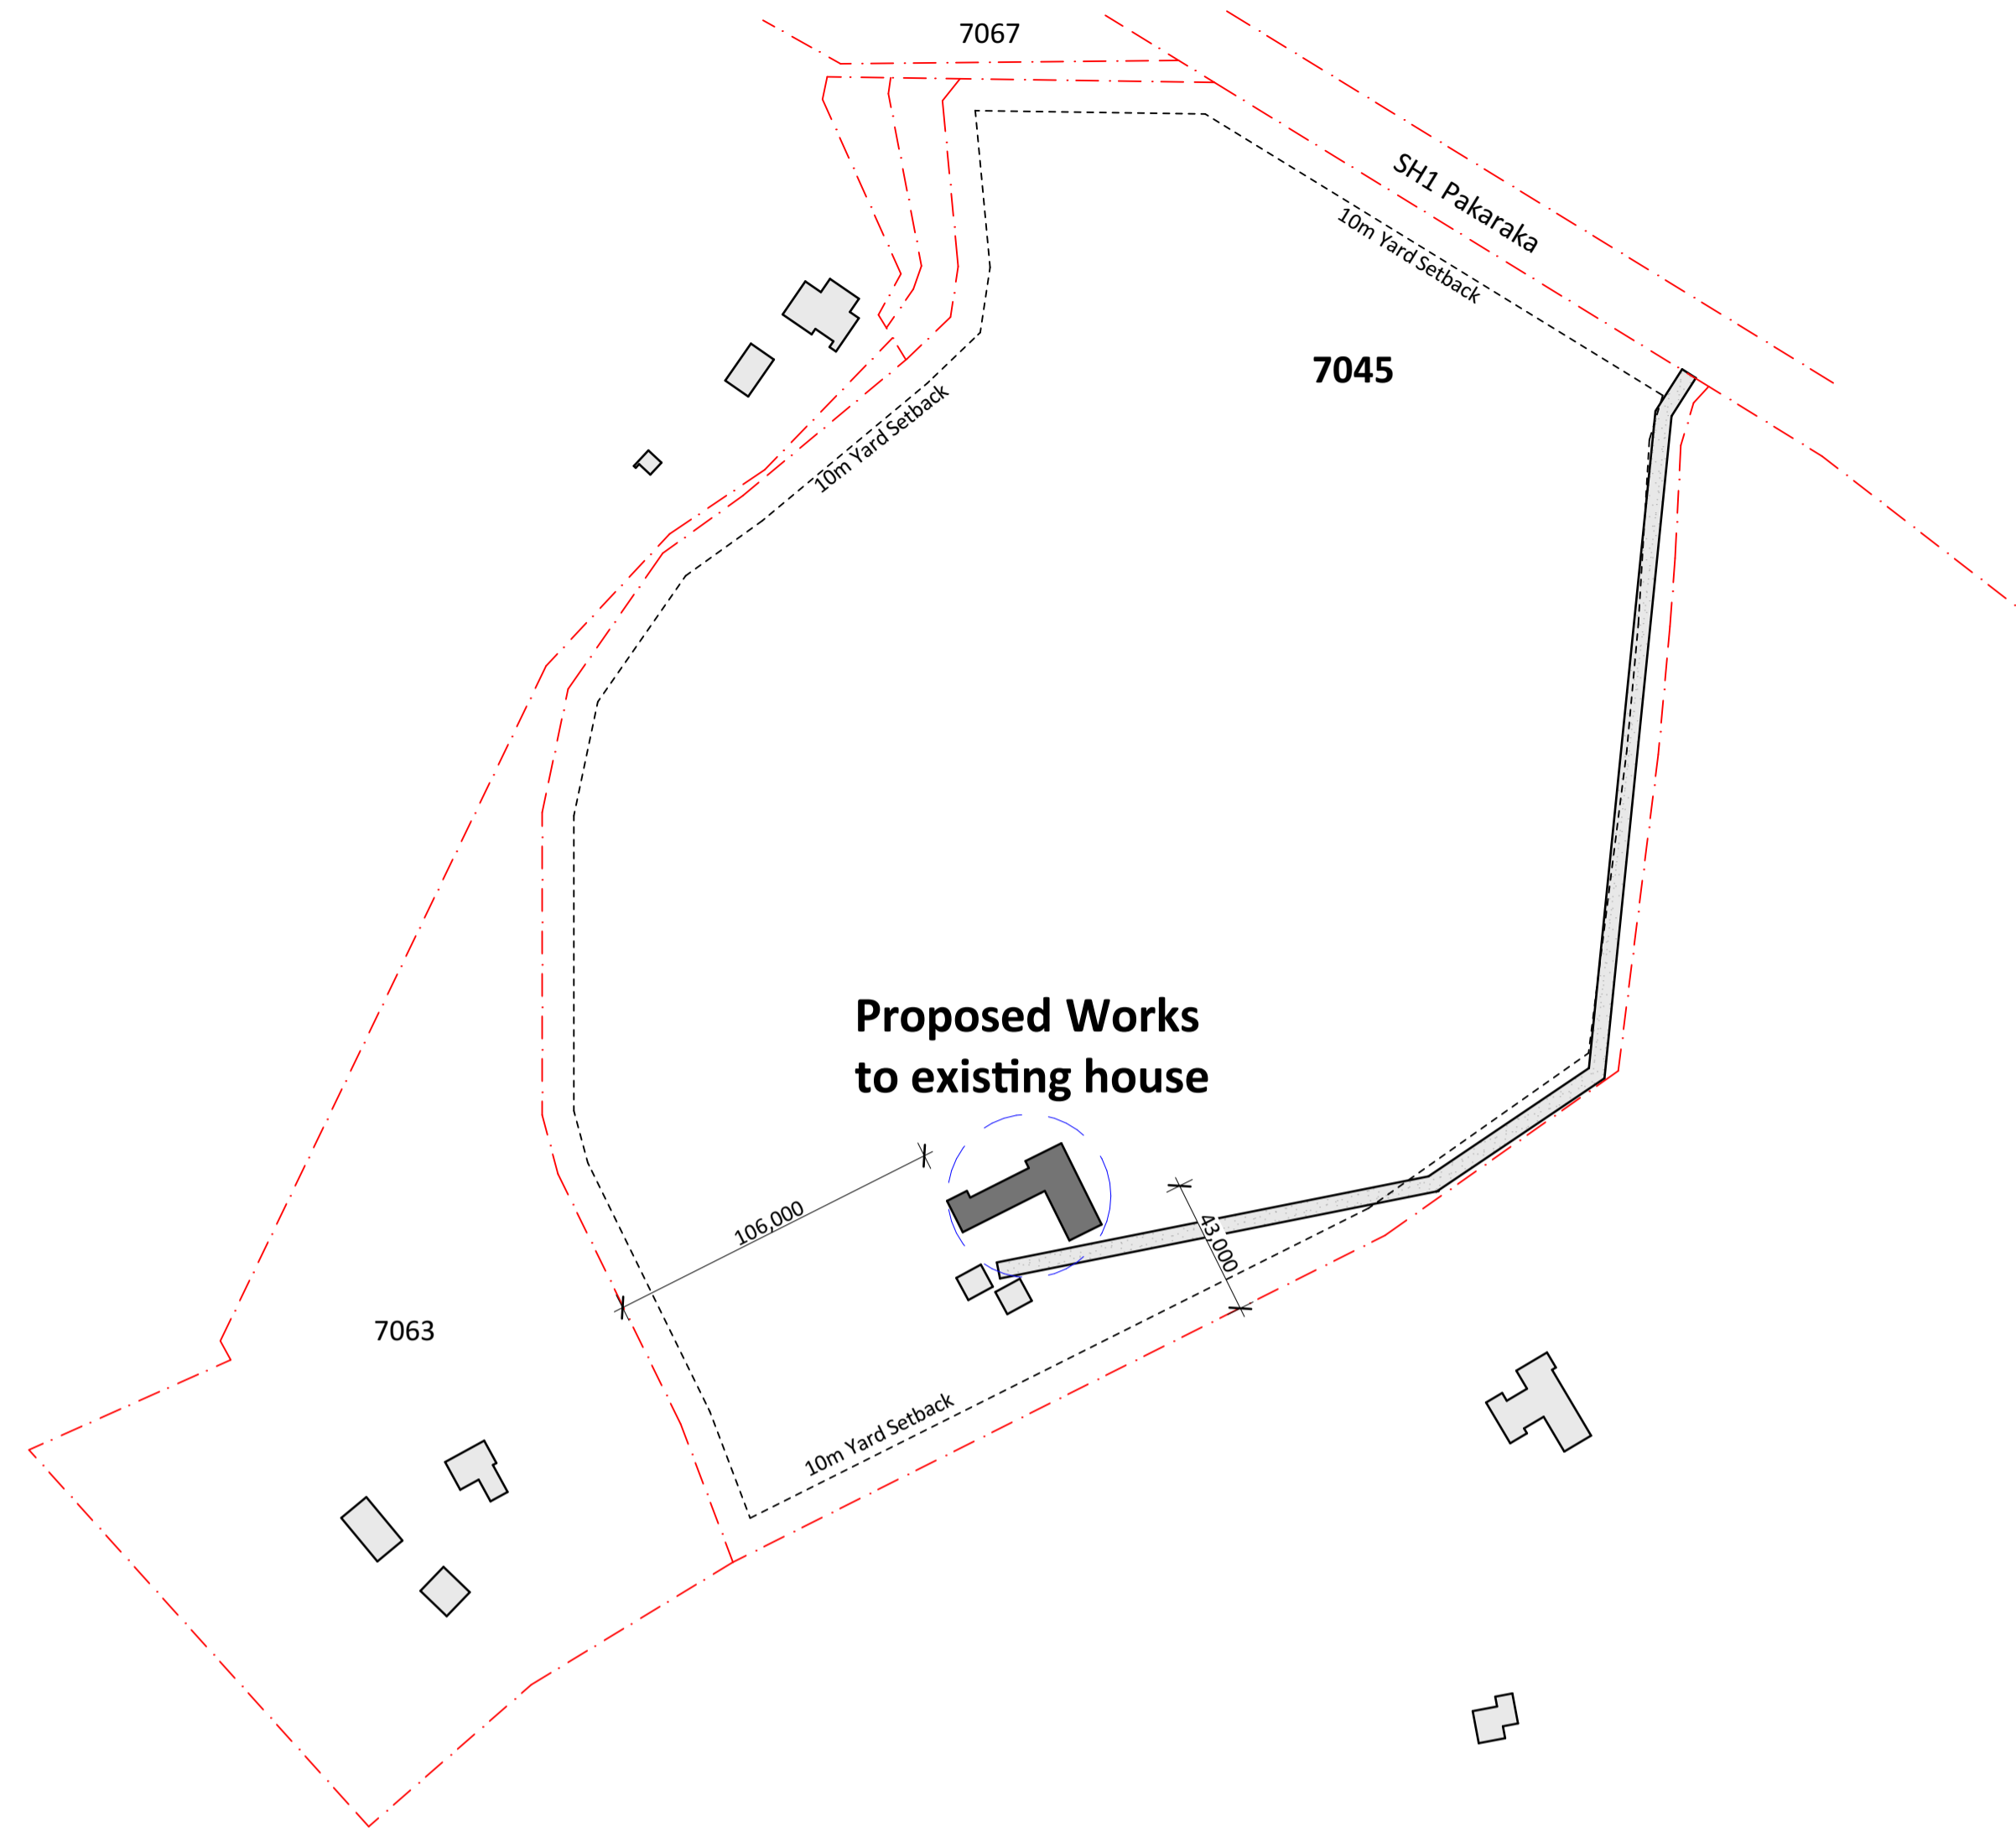 7067
SH1 Pakaraka
10m Yard Setback
7045
10m Yard Setback
Proposed Works
to existing house
106,000
43,000
7063
10m Yard Setback